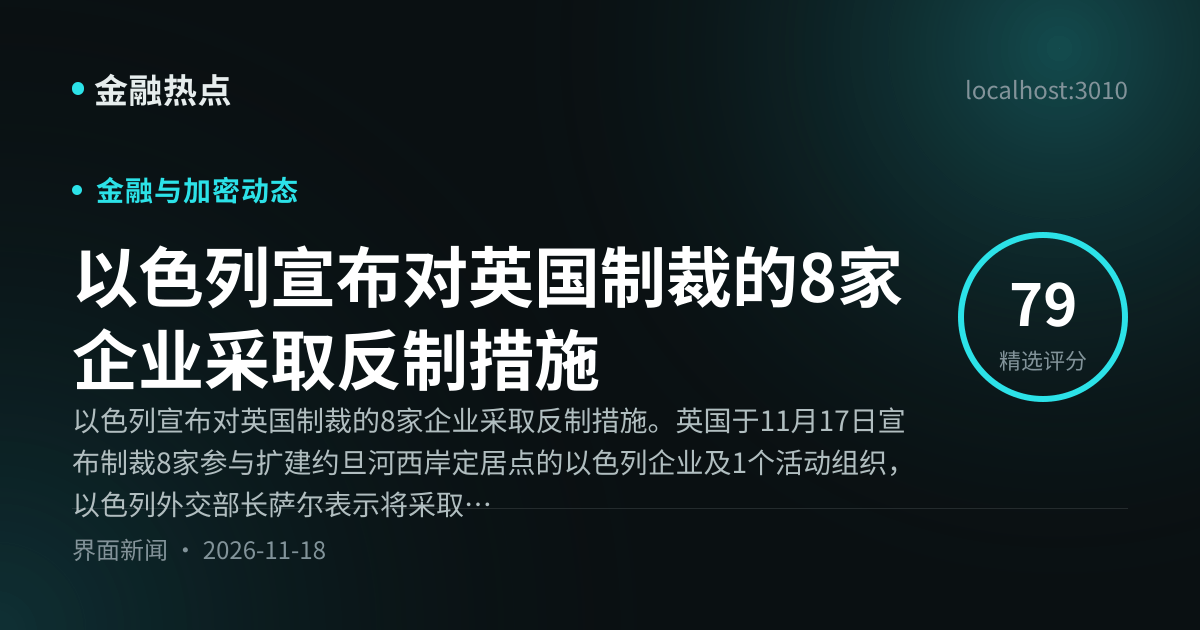 金融热点
localhost:3010
金融与加密动态
以色列宣布对英国制裁的8家
企业采取反制措施
79
精选评分
以色列宣布对英国制裁的8家企业采取反制措施。英国于11月17日宣
布制裁8家参与扩建约旦河西岸定居点的以色列企业及1个活动组织，
以色列外交部长萨尔表示将采取…
界面新闻 • 2026-11-18